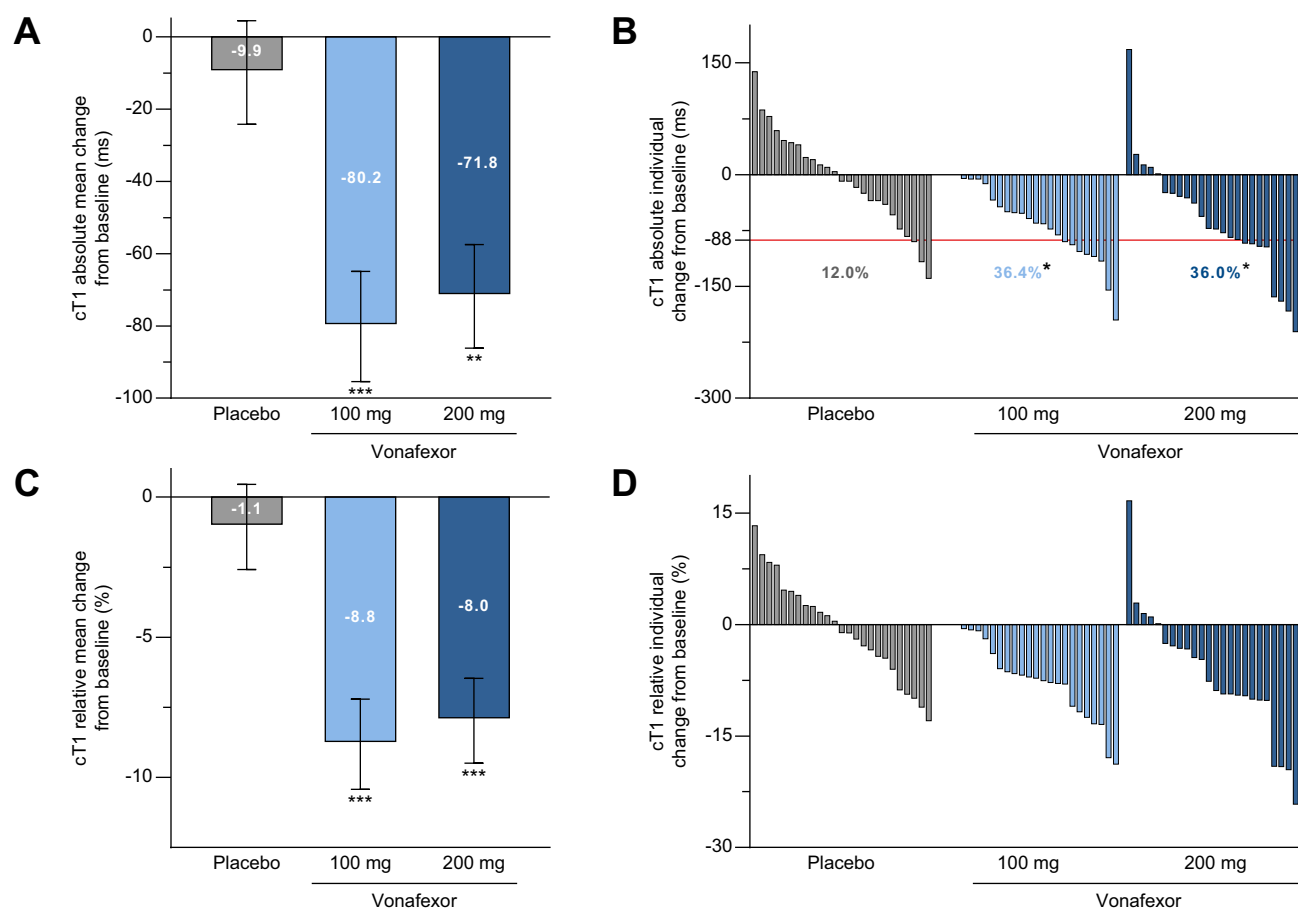 A
cT1 absolute mean change
from baseline (ms)
0
-20
-40
-60
-80
-100
-9.9
-80.2
-71.8
***
**
Placebo
100 mg
200 mg
Vonafexor
B
cT1 absolute individual
change from baseline (ms)
150
0
-88
-150
-300
12.0%
36.4%*
36.0%*
Placebo
100 mg
200 mg
Vonafexor
C
cT1 relative mean change
from baseline (%)
0
-5
-10
-1.1
-8.8
-8.0
***
***
Placebo
100 mg
200 mg
Vonafexor
D
cT1 relative individual
change from baseline (%)
15
0
-15
-30
Placebo
100 mg
200 mg
Vonafexor